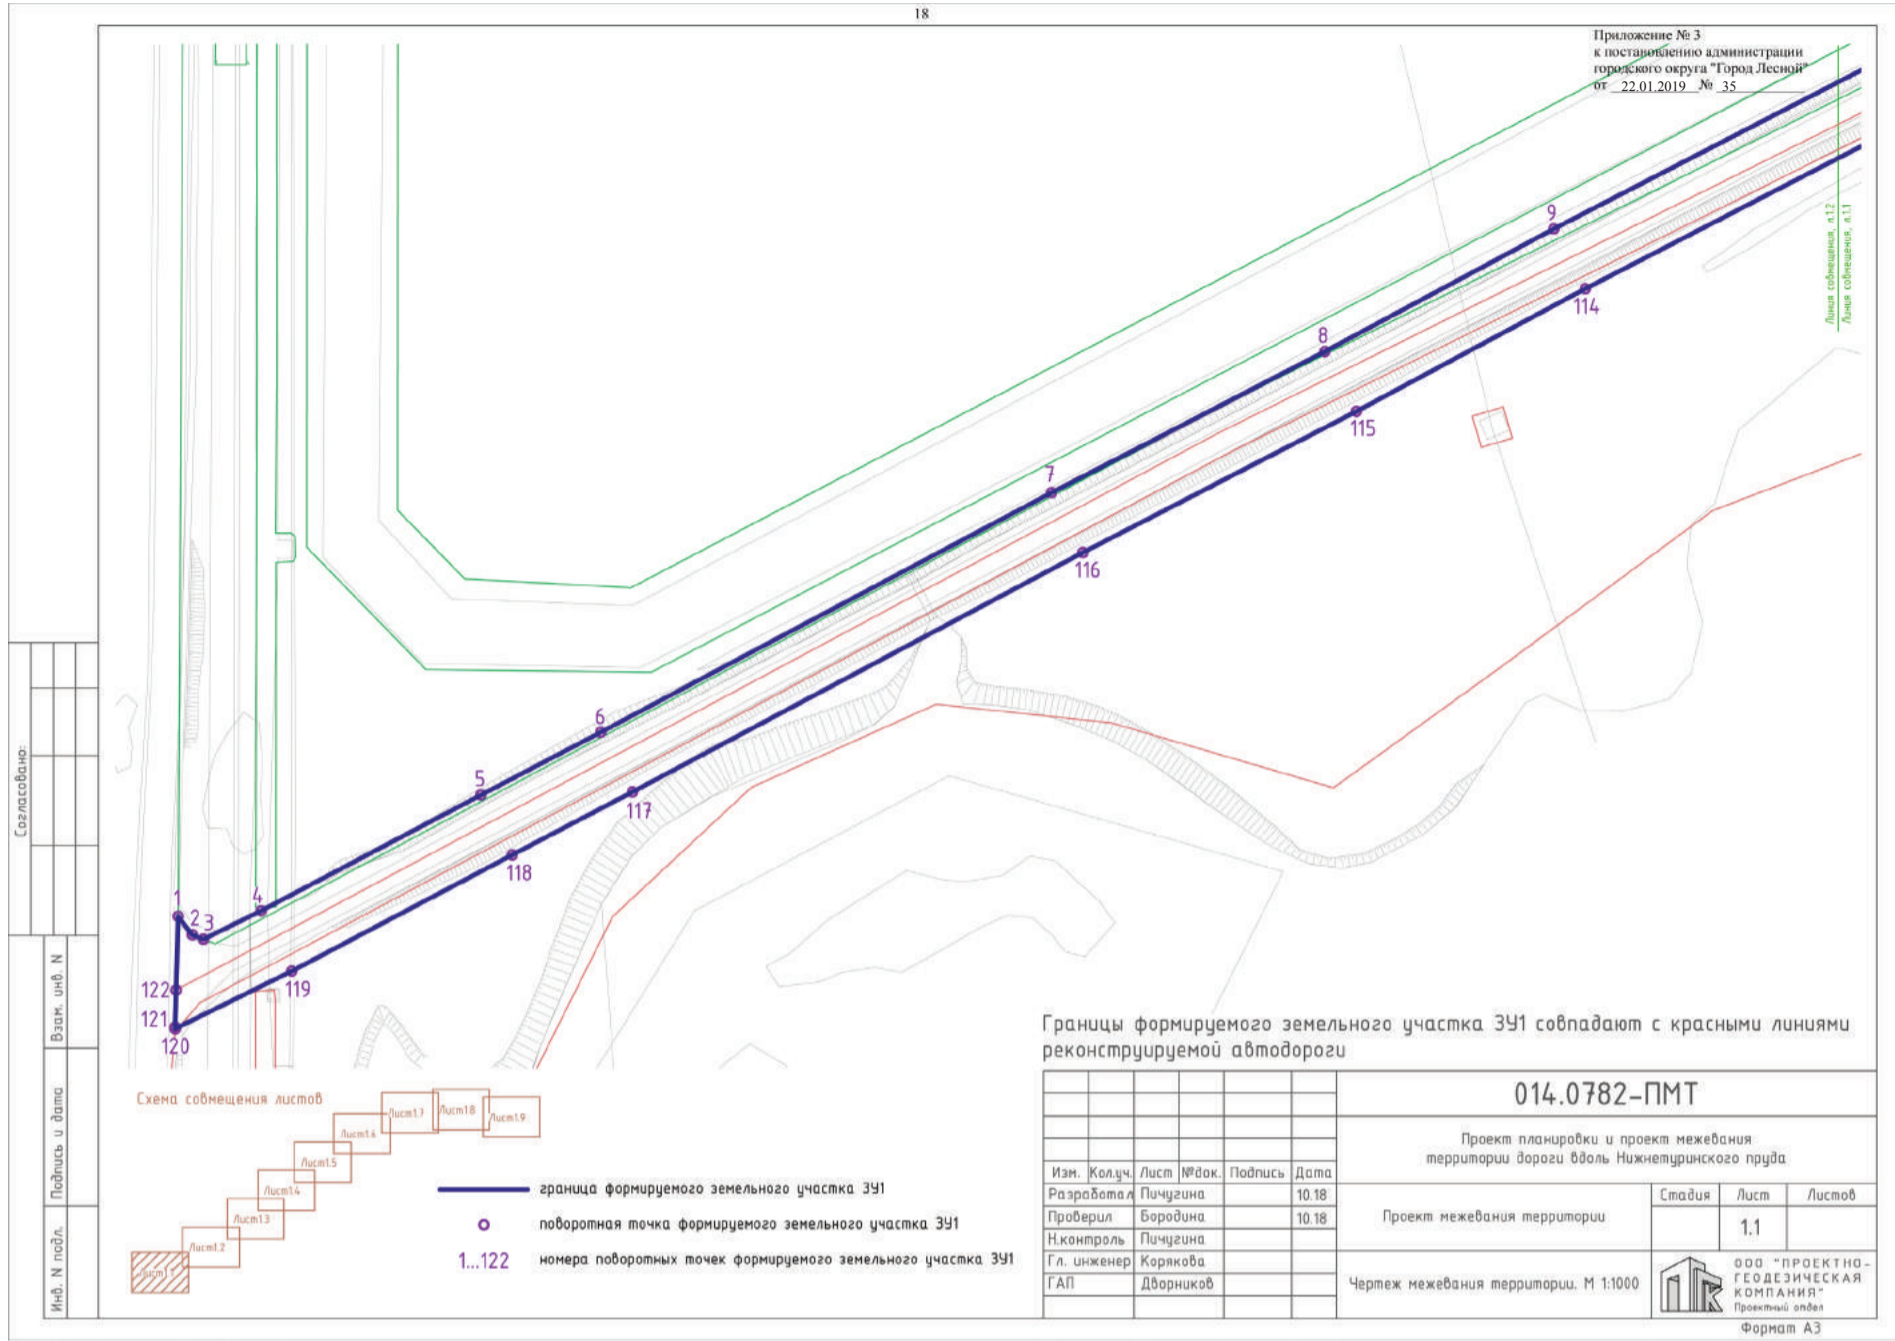 18
Приложение № 3
к постановлению администрации
городского округа "Город Лесной"
от 22.01.2019 № 35
Линия совмещения, л.1.2
Линия совмещения, л.1.1
9
114
8
115
7
116
6
5
117
118
4
1
2
3
119
122
121
120
Согласовано:
Взам. инв. N
Подпись и дата
Инв. N подл.
Границы формируемого земельного участка ЗУ1 совпадают с красными линиями
реконструируемой автодороги
Схема совмещения листов
Лист1.1
Лист1.2
Лист1.3
Лист1.4
Лист1.5
Лист1.6
Лист1.7
Лист1.8
Лист1.9
граница формируемого земельного участка ЗУ1
поворотная точка формируемого земельного участка ЗУ1
1...122 номера поворотных точек формируемого земельного участка ЗУ1
014.0782-ПМТ
Проект планировки и проект межевания
территории дороги вдоль Нижнетуринского пруда
Изм. Кол.уч. Лист №док. Подпись Дата
Разработал Пичугина 10.18
Проверил Бородина 10.18
Н.контроль Пичугина
Гл. инженер Корякова
ГАП Дворников
Проект межевания территории
Стадия Лист Листов
1.1
Чертеж межевания территории. М 1:1000
ООО "ПРОЕКТНО-
ГЕОДЕЗИЧЕСКАЯ
КОМПАНИЯ"
Проектный отдел
Формат А3